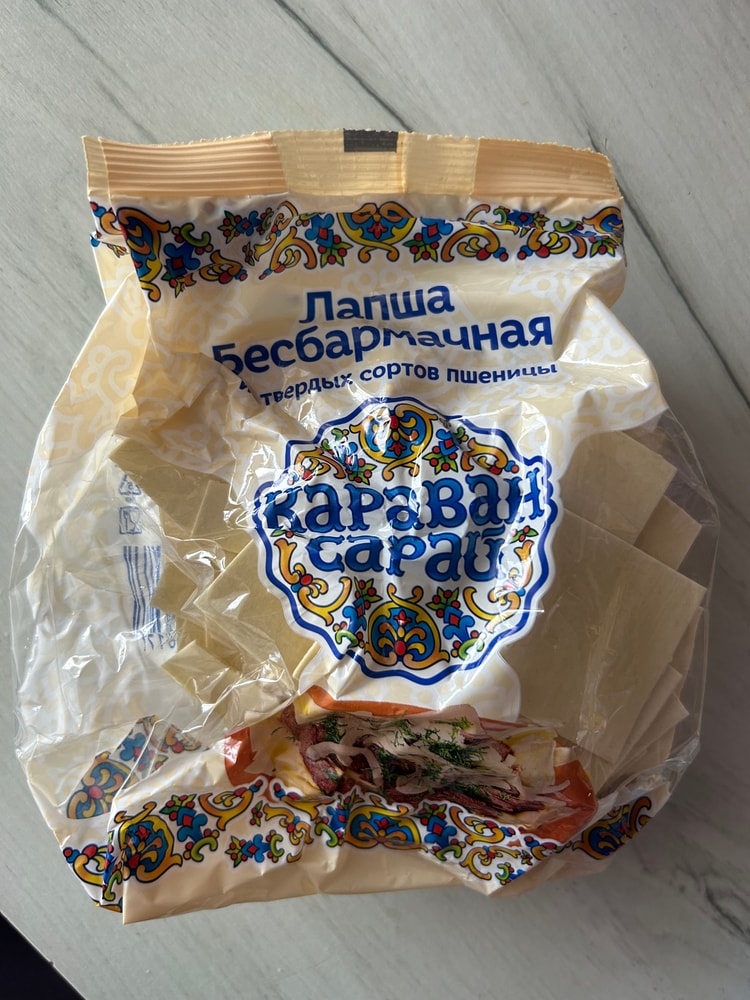 Лапша
Бесбармачная
твердых сортов пшеницы
Караван
Сарай